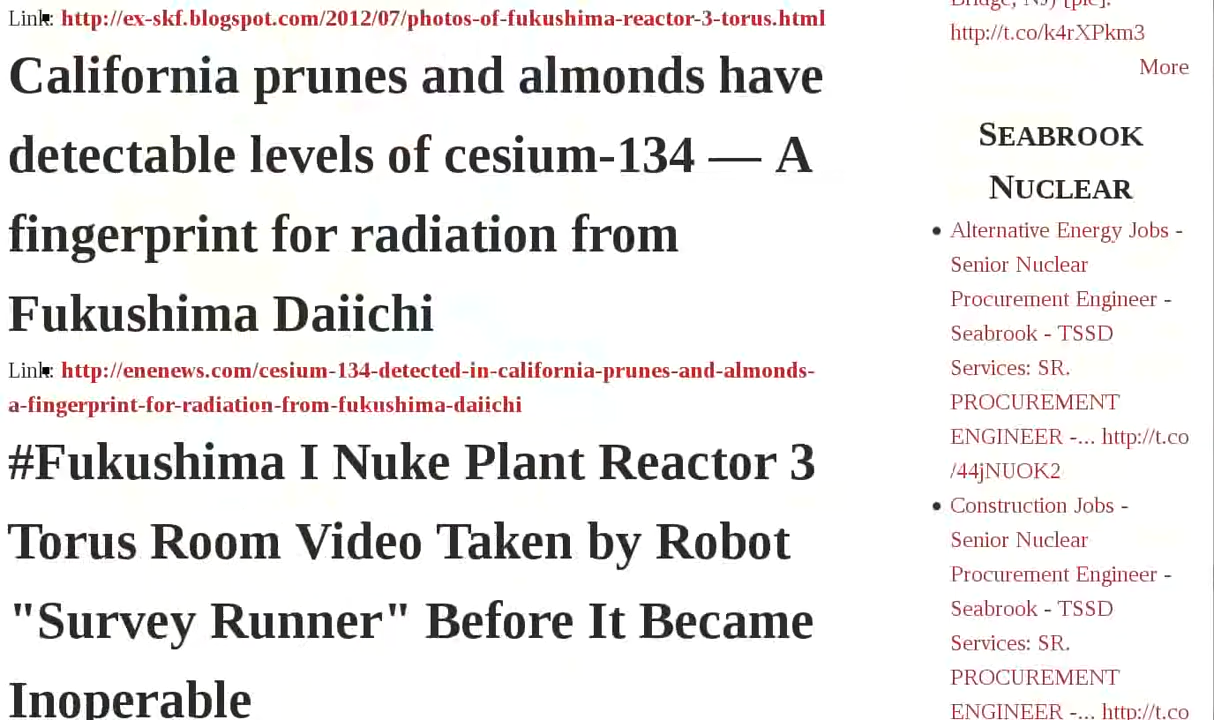 Link: http://ex-skf.blogspot.com/2012/07/photos-of-fukushima-reactor-3-torus.html
California prunes and almonds have
detectable levels of cesium-134 — A
fingerprint for radiation from
Fukushima Daiichi
Link: http://enenews.com/cesium-134-detected-in-california-prunes-and-almonds-
a-fingerprint-for-radiation-from-fukushima-daiichi
#Fukushima I Nuke Plant Reactor 3
Torus Room Video Taken by Robot
"Survey Runner" Before It Became
Inoperable
Bridge, NJ) [pic].
http://t.co/k4rXPkm3
More
SEABROOK
NUCLEAR
• Alternative Energy Jobs -
Senior Nuclear
Procurement Engineer -
Seabrook - TSSD
Services: SR.
PROCUREMENT
ENGINEER -... http://t.co
/44jNUOK2
• Construction Jobs -
Senior Nuclear
Procurement Engineer -
Seabrook - TSSD
Services: SR.
PROCUREMENT
ENGINEER -... http://t.co